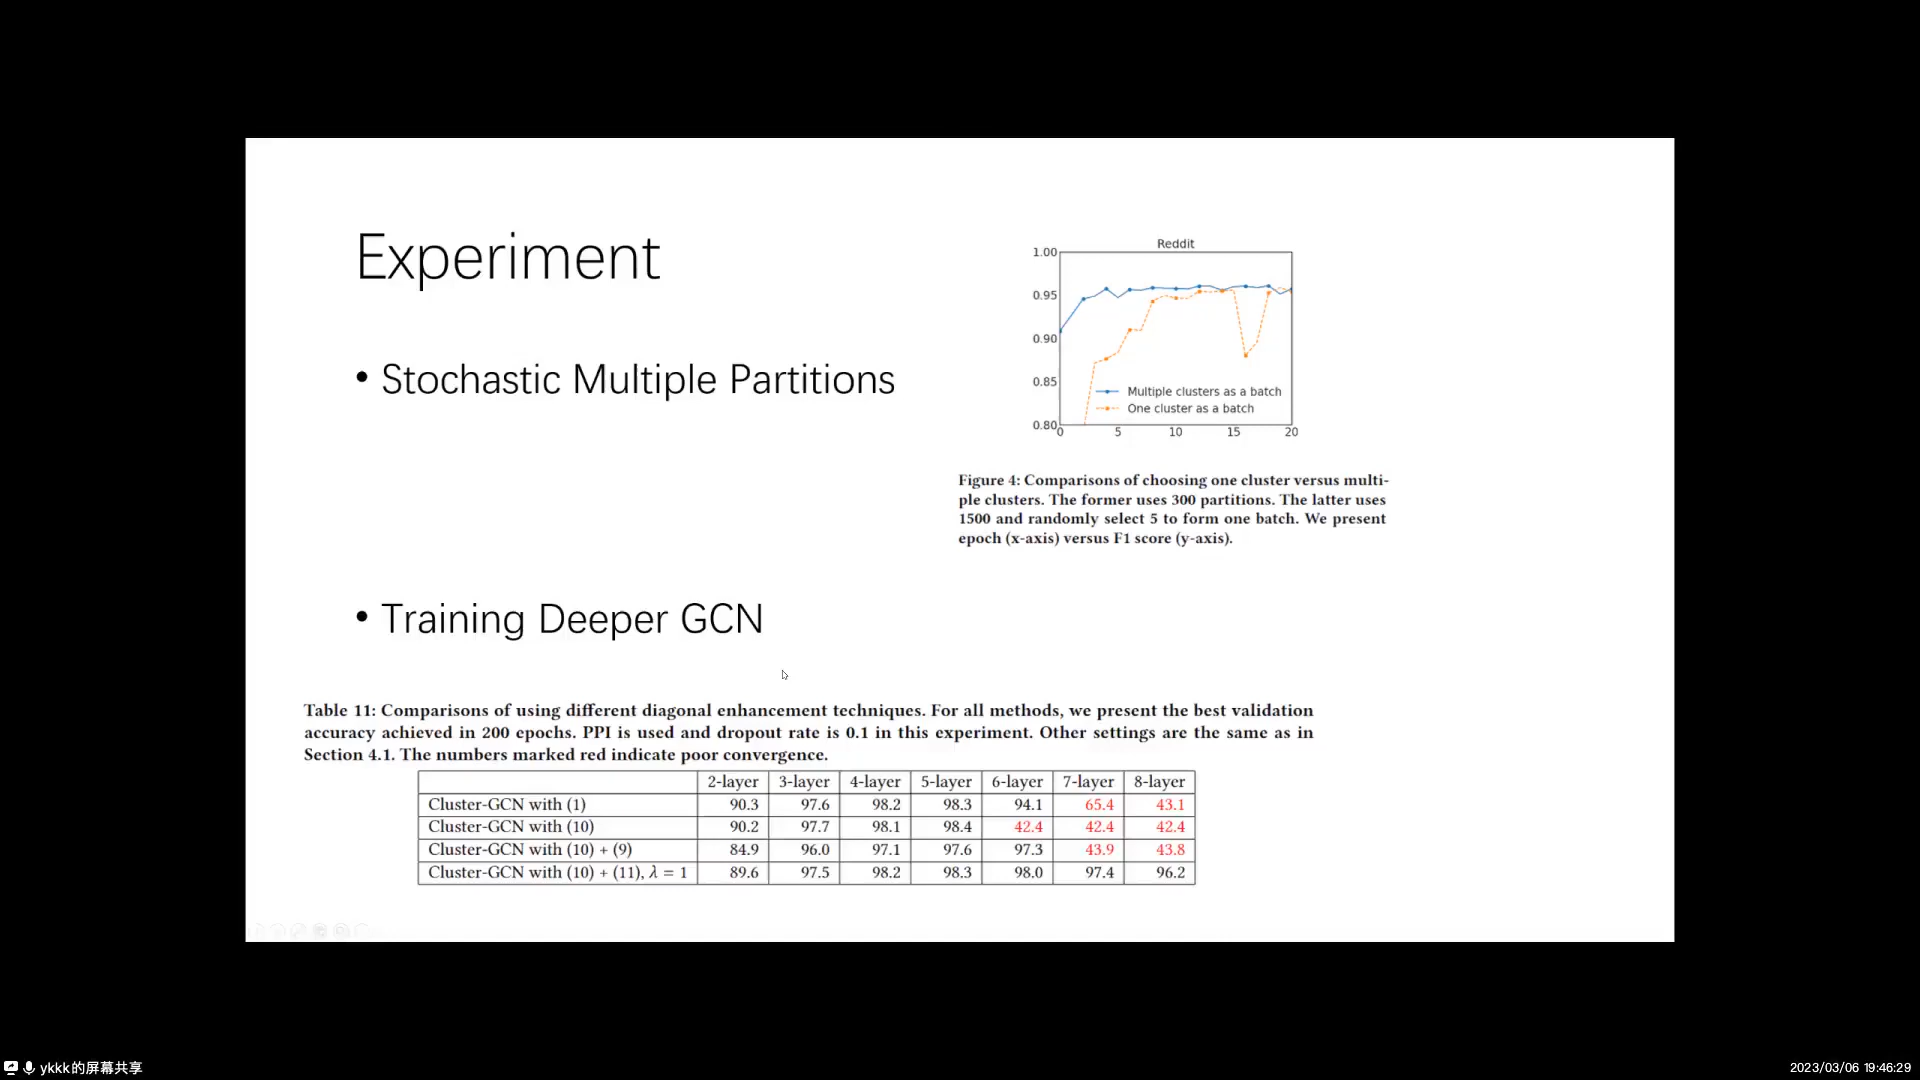 Experiment
• Stochastic Multiple Partitions
Reddit
1.00
0.95
0.90
0.85
0.80
0 5 10 15 20
Multiple clusters as a batch
One cluster as a batch
Figure 4: Comparisons of choosing one cluster versus multi-
ple clusters. The former uses 300 partitions. The latter uses
1500 and randomly select 5 to form one batch. We present
epoch (x-axis) versus F1 score (y-axis).
• Training Deeper GCN
Table 11: Comparisons of using different diagonal enhancement techniques. For all methods, we present the best validation
accuracy achieved in 200 epochs. PPI is used and dropout rate is 0.1 in this experiment. Other settings are the same as in
Section 4.1. The numbers marked red indicate poor convergence.
2-layer 3-layer 4-layer 5-layer 6-layer 7-layer 8-layer
Cluster-GCN with (1) 90.3 97.6 98.2 98.3 94.1 65.4 43.1
Cluster-GCN with (10) 90.2 97.7 98.1 98.4 42.4 42.4 42.4
Cluster-GCN with (10) + (9) 84.9 96.0 97.1 97.6 97.3 43.9 43.8
Cluster-GCN with (10) + (11), λ = 1 89.6 97.5 98.2 98.3 98.0 97.4 96.2
ykkk的屏幕共享
2023/03/06 19:46:29